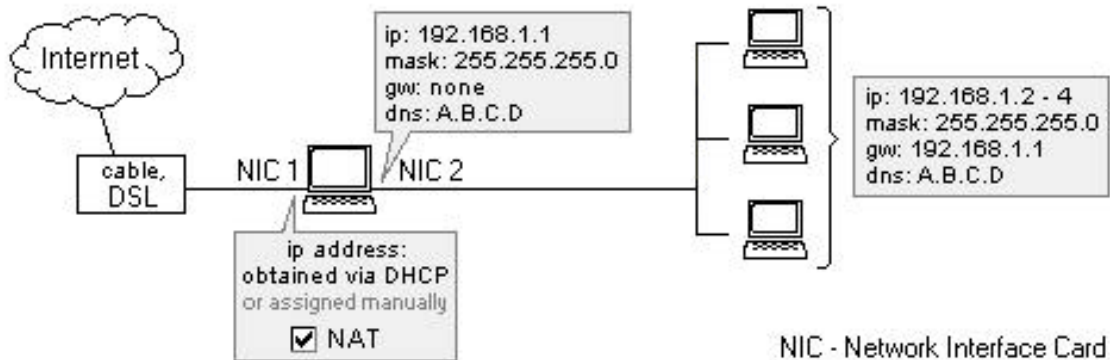 Internet
cable,
DSL
NIC 1
NIC 2
ip: 192.168.1.1
mask: 255.255.255.0
gw: none
dns: A.B.C.D
ip address:
obtained via DHCP
or assigned manually
NAT
ip: 192.168.1.2 - 4
mask: 255.255.255.0
gw: 192.168.1.1
dns: A.B.C.D
NIC - Network Interface Card